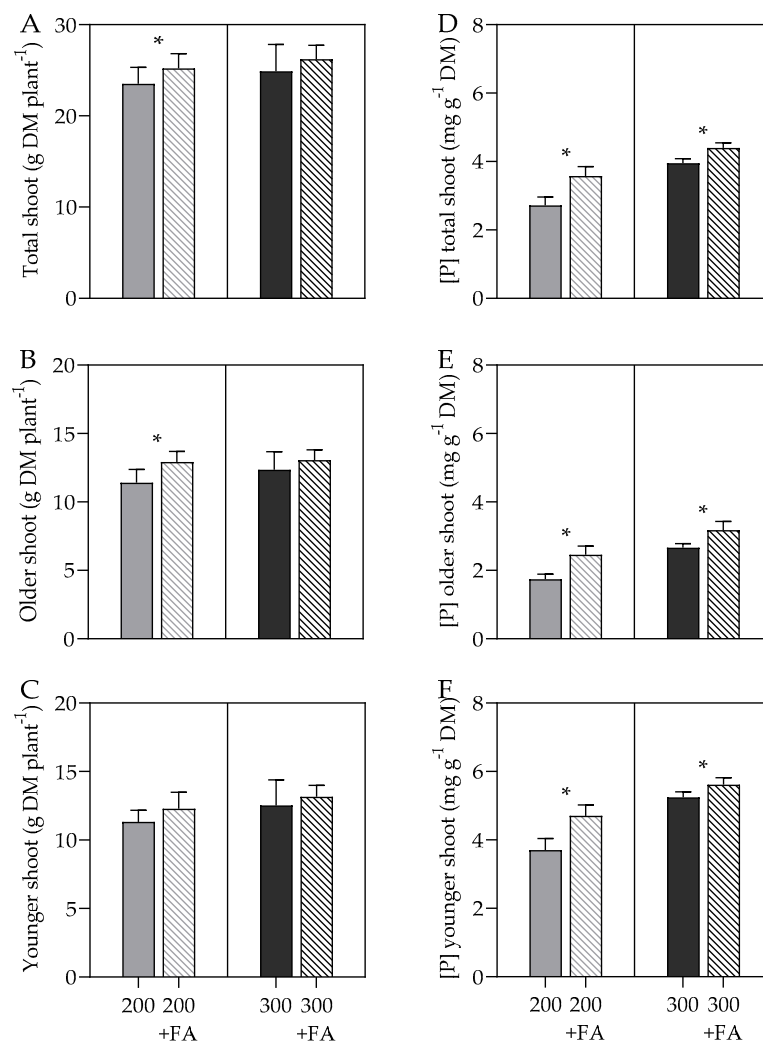 A
Total shoot (g DM plant⁻¹)
30
20
10
0
*
B
Older shoot (g DM plant⁻¹)
20
15
10
5
0
*
C
Younger shoot (g DM plant⁻¹)
20
15
10
5
0
200
200
+FA
300
300
+FA
D
[P] total shoot (mg g⁻¹ DM)
8
6
4
2
0
*
*
E
[P] older shoot (mg g⁻¹ DM)
8
6
4
2
0
*
*
F
[P] younger shoot (mg g⁻¹ DM)
8
6
4
2
0
*
*
200
200
+FA
300
300
+FA